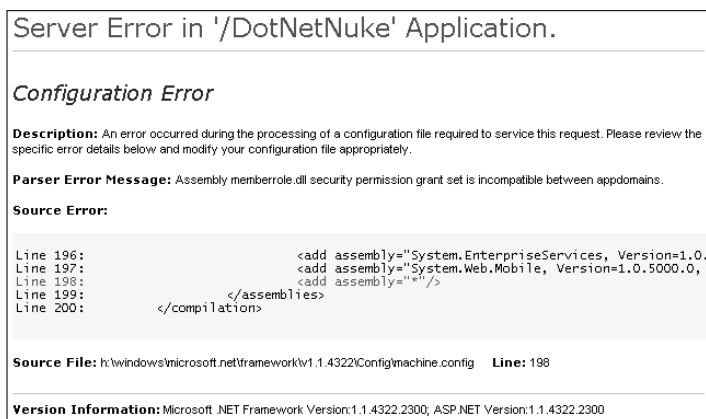 Server Error in '/DotNetNuke' Application.
Configuration Error
Description: An error occurred during the processing of a configuration file required to service this request. Please review the
specific error details below and modify your configuration file appropriately.
Parser Error Message: Assembly memberrole.dll security permission grant set is incompatible between appdomains.
Source Error:
Line 196: <add assembly="System.EnterpriseServices, Version=1.0.
Line 197: <add assembly="System.Web.Mobile, Version=1.0.5000.0,
Line 198: <add assembly="*"/>
Line 199: </assemblies>
Line 200: </compilation>
Source File: h:\windows\microsoft.net\framework\v1.1.4322\Config\machine.config Line: 198
Version Information: Microsoft .NET Framework Version:1.1.4322.2300; ASP.NET Version:1.1.4322.2300